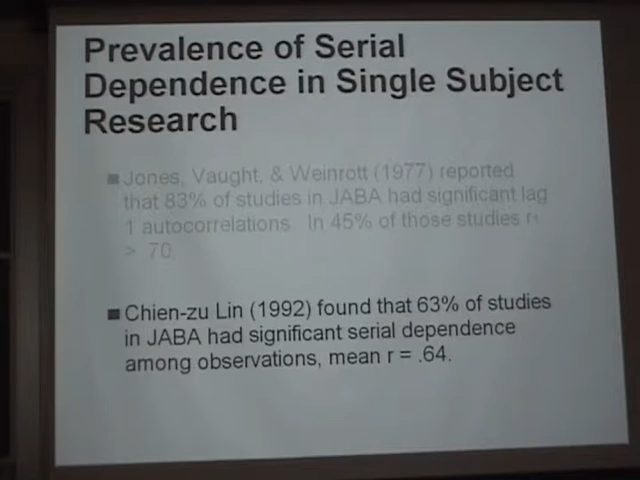 Prevalence of Serial
Dependence in Single Subject
Research
■ Jones, Vaught, & Weinrott (1977) reported
that 83% of studies in JABA had significant lag
1 autocorrelations. In 45% of those studies r₁
> .70
■ Chien-zu Lin (1992) found that 63% of studies
in JABA had significant serial dependence
among observations, mean r = .64.